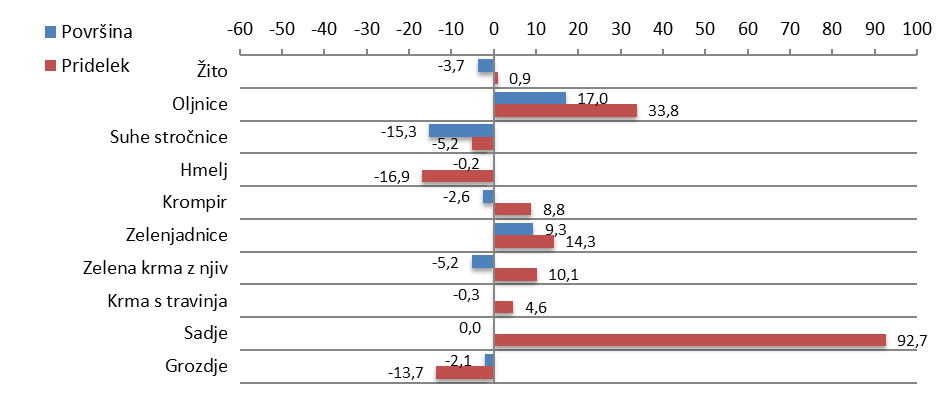 Površina
Pridelek
-60 -50 -40 -30 -20 -10 0 10 20 30 40 50 60 70 80 90 100
Žito -3,7 0,9
Oljnice 17,0 33,8
Suhe stročnice -15,3 -5,2
Hmelj -0,2 -16,9
Krompir -2,6 8,8
Zelenjadnice 9,3 14,3
Zelena krma z njiv -5,2 10,1
Krma s travinja -0,3 4,6
Sadje 0,0 92,7
Grozdje -2,1 -13,7